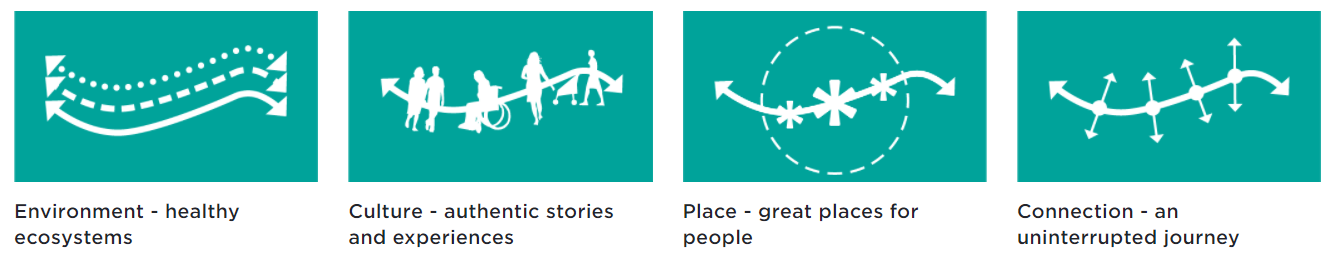 Environment - healthy
ecosystems
Culture - authentic stories
and experiences
Place - great places for
people
Connection - an
uninterrupted journey